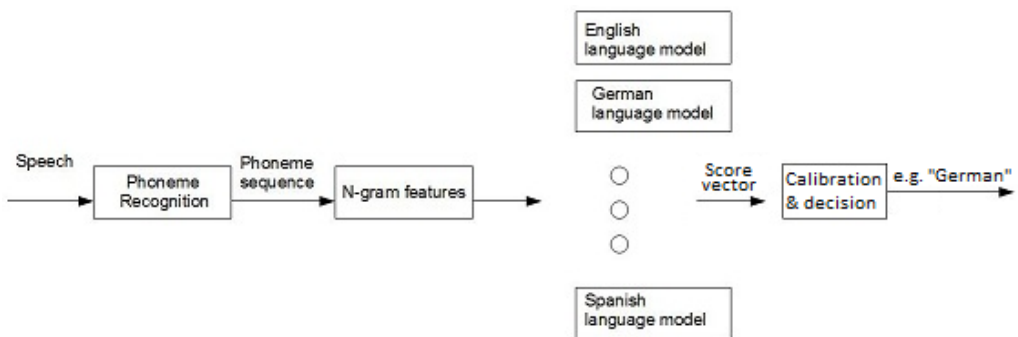 Speech
Phoneme
Recognition
Phoneme
sequence
N-gram features
English
language model
German
language model
Spanish
language model
Score
vector
Calibration
& decision
e.g. "German"